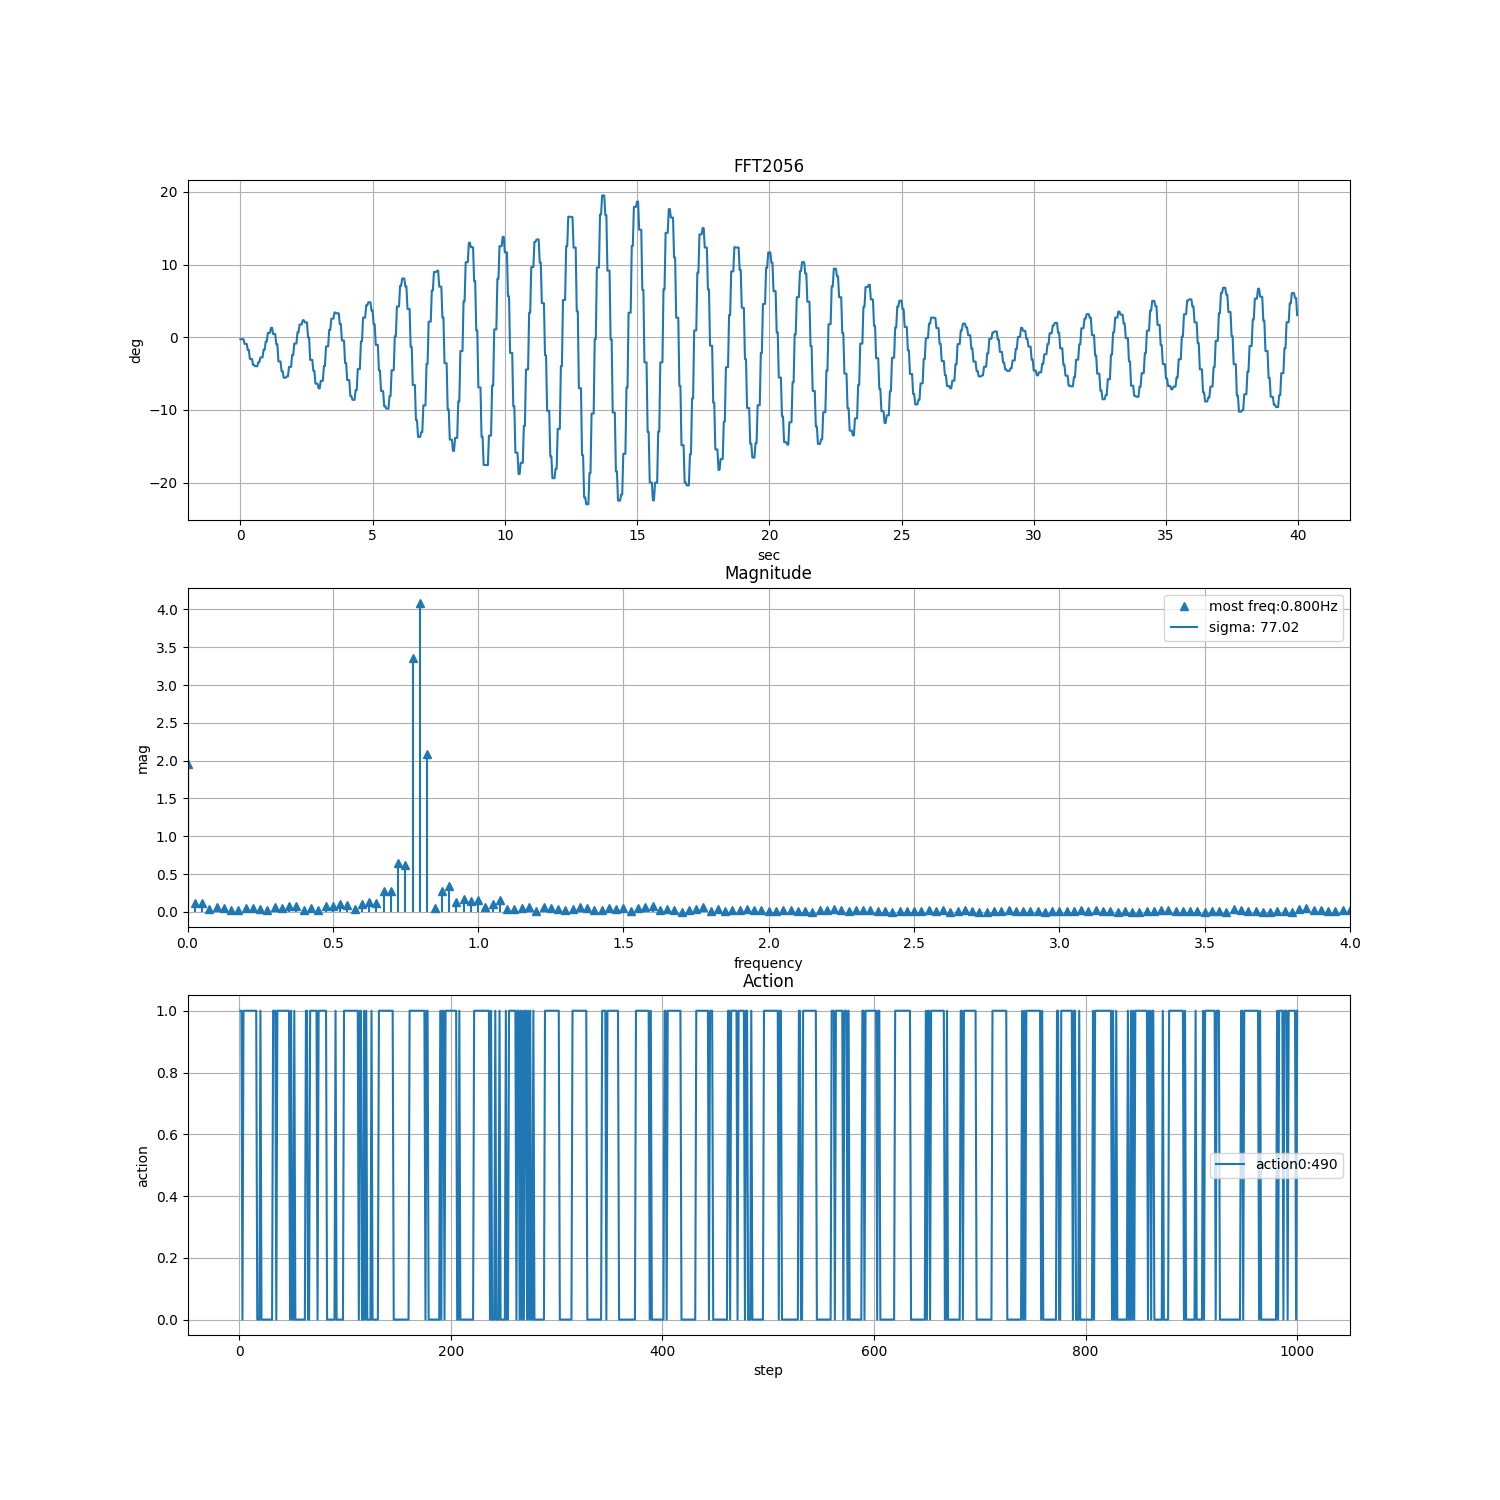 FFT2056
20
10
0
−10
−20
deg
0 5 10 15 20 25 30 35 40
sec
Magnitude
most freq:0.800Hz
sigma: 77.02
4.0
3.5
3.0
2.5
2.0
1.5
1.0
0.5
0.0
mag
0.0 0.5 1.0 1.5 2.0 2.5 3.0 3.5 4.0
frequency
Action
1.0
0.8
0.6
0.4
0.2
0.0
action
action0:490
0 200 400 600 800 1000
step